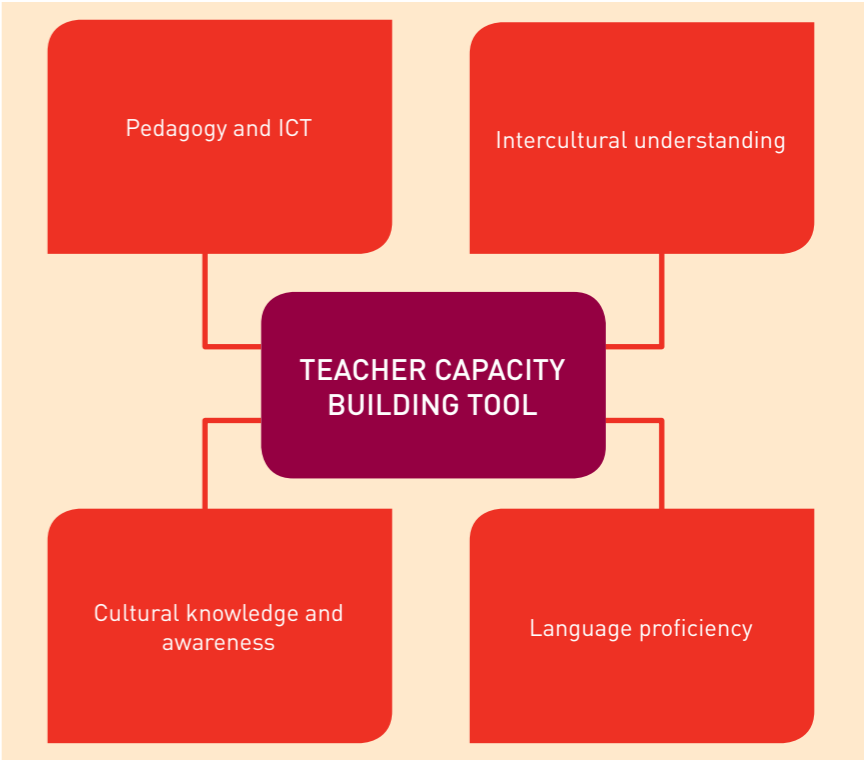 Pedagogy and ICT
Intercultural understanding
TEACHER CAPACITY
BUILDING TOOL
Cultural knowledge and
awareness
Language proficiency